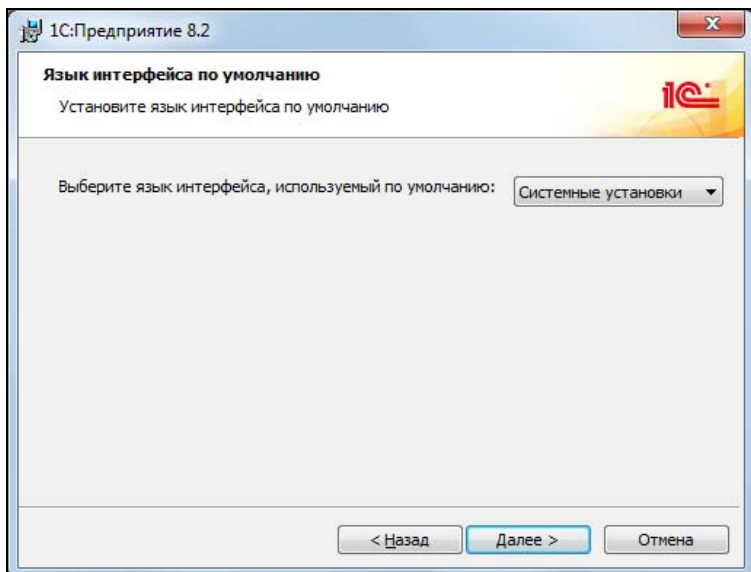 1С:Предприятие 8.2
Язык интерфейса по умолчанию
Установите язык интерфейса по умолчанию
1С
Выберите язык интерфейса, используемый по умолчанию: Системные установки
< Назад Далее > Отмена